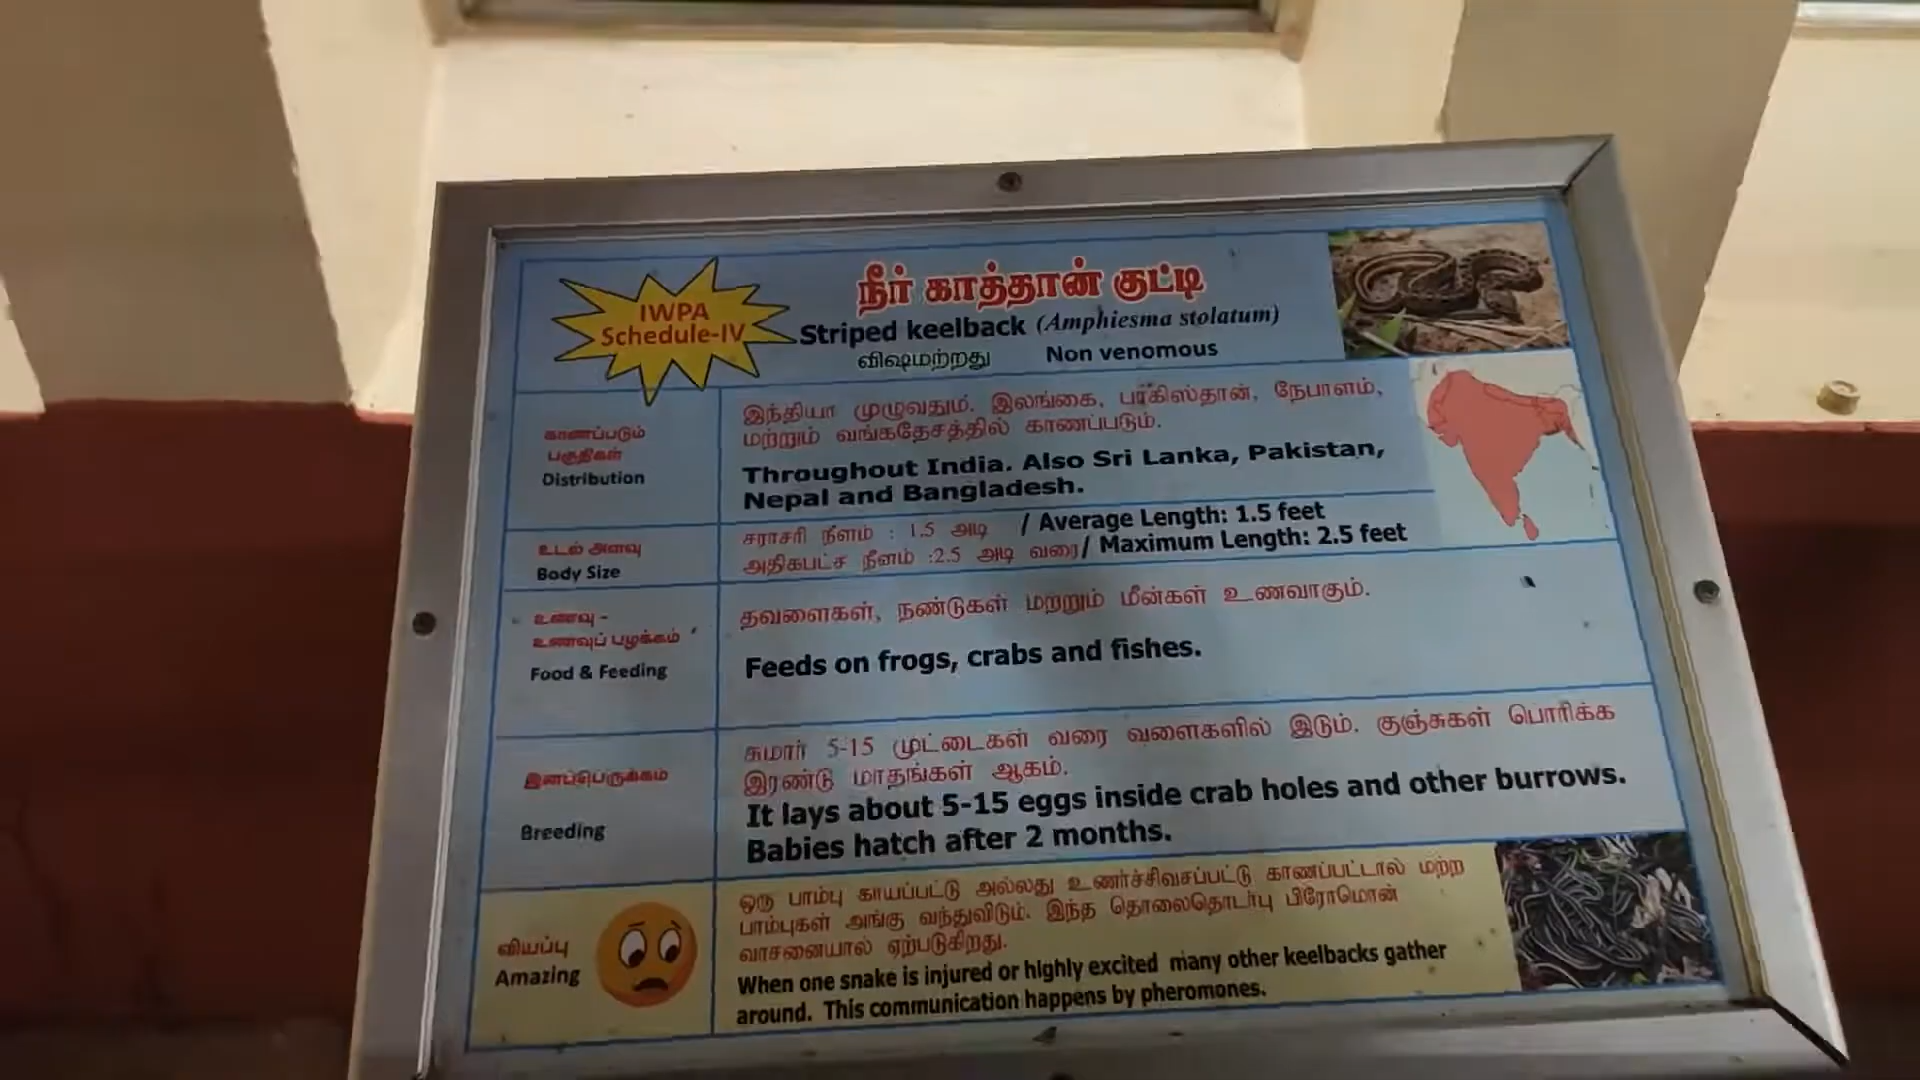 IWPA
Schedule-IV
நீர் காத்தான் குட்டி
Striped keelback (Amphiesma stolatum)
விஷமற்றது Non venomous
காணப்படும்
பகுதிகள்
Distribution
இந்தியா முழுவதும். இலங்கை, பாகிஸ்தான், நேபாளம்,
மற்றும் வங்கதேசத்தில் காணப்படும்.
Throughout India. Also Sri Lanka, Pakistan,
Nepal and Bangladesh.
உடல் அளவு
Body Size
சராசரி நீளம் : 1.5 அடி / Average Length: 1.5 feet
அதிகபட்ச நீளம் :2.5 அடி வரை/ Maximum Length: 2.5 feet
உணவு -
உணவுப் பழக்கம்
Food & Feeding
தவளைகள், நண்டுகள் மற்றும் மீன்கள் உணவாகும்.
Feeds on frogs, crabs and fishes.
இனப்பெருக்கம்
Breeding
சுமார் 5-15 முட்டைகள் வரை வளைகளில் இடும். குஞ்சுகள் பொரிக்க
இரண்டு மாதங்கள் ஆகம்.
It lays about 5-15 eggs inside crab holes and other burrows.
Babies hatch after 2 months.
வியப்பு
Amazing
ஒரு பாம்பு காயப்பட்டு அல்லது உணர்ச்சிவசப்பட்டு காணப்பட்டால் மற்ற
பாம்புகள் அங்கு வந்துவிடும். இந்த தொலைதொடர்பு பிரோமொன்
வாசனையால் ஏற்படுகிறது.
When one snake is injured or highly excited many other keelbacks gather
around. This communication happens by pheromones.